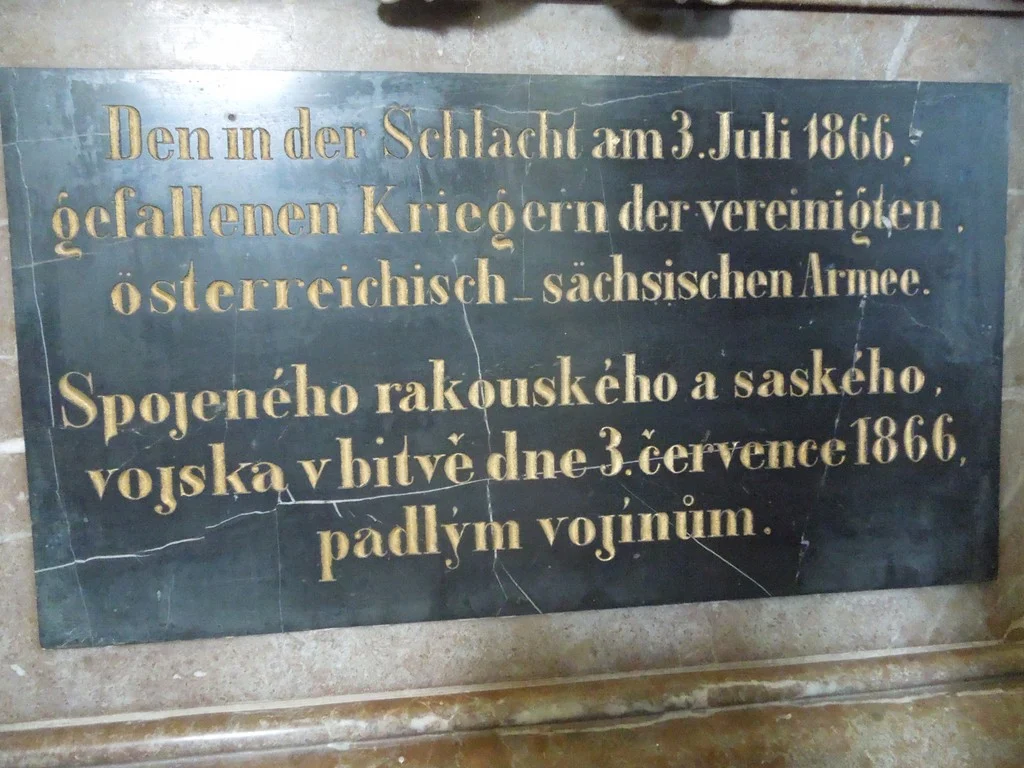 Den in der Schlacht am 3. Juli 1866,
gefallenen Kriegern der vereinigten.
österreichisch-sächsischen Armee.
Spojeného rakouského a saského,
vojska v bitvě dne 3. července 1866,
padlým vojínům.